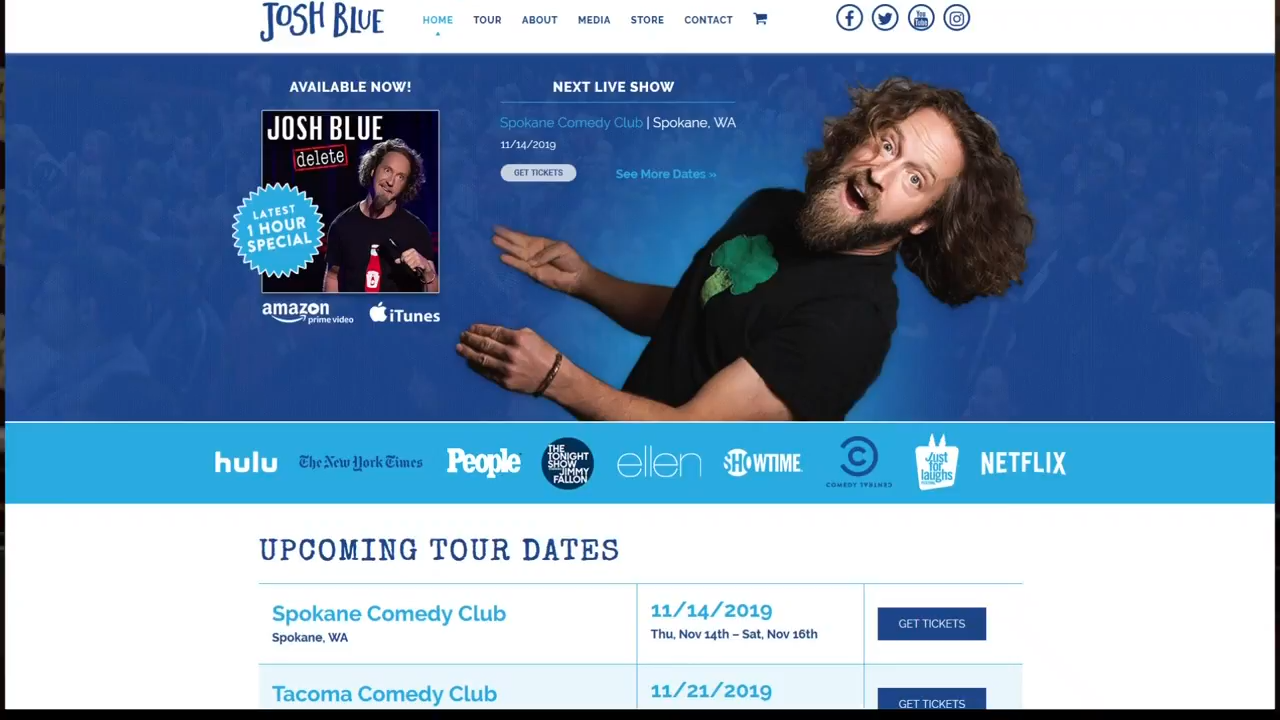 JOSH BLUE
HOME TOUR ABOUT MEDIA STORE CONTACT
AVAILABLE NOW!
JOSH BLUE
delete
LATEST
1 HOUR
SPECIAL
amazon
prime video
iTunes
NEXT LIVE SHOW
Spokane Comedy Club | Spokane, WA
11/14/2019
GET TICKETS See More Dates »
hulu
The New York Times
People
THE
TONIGHT
SHOW
JIMMY
FALLON
ellen
SHOWTIME
COMEDY CENTRAL
Just
for
laughs
NETFLIX
UPCOMING TOUR DATES
Spokane Comedy Club
Spokane, WA
11/14/2019
Thu, Nov 14th – Sat, Nov 16th
GET TICKETS
Tacoma Comedy Club
11/21/2019
GET TICKETS